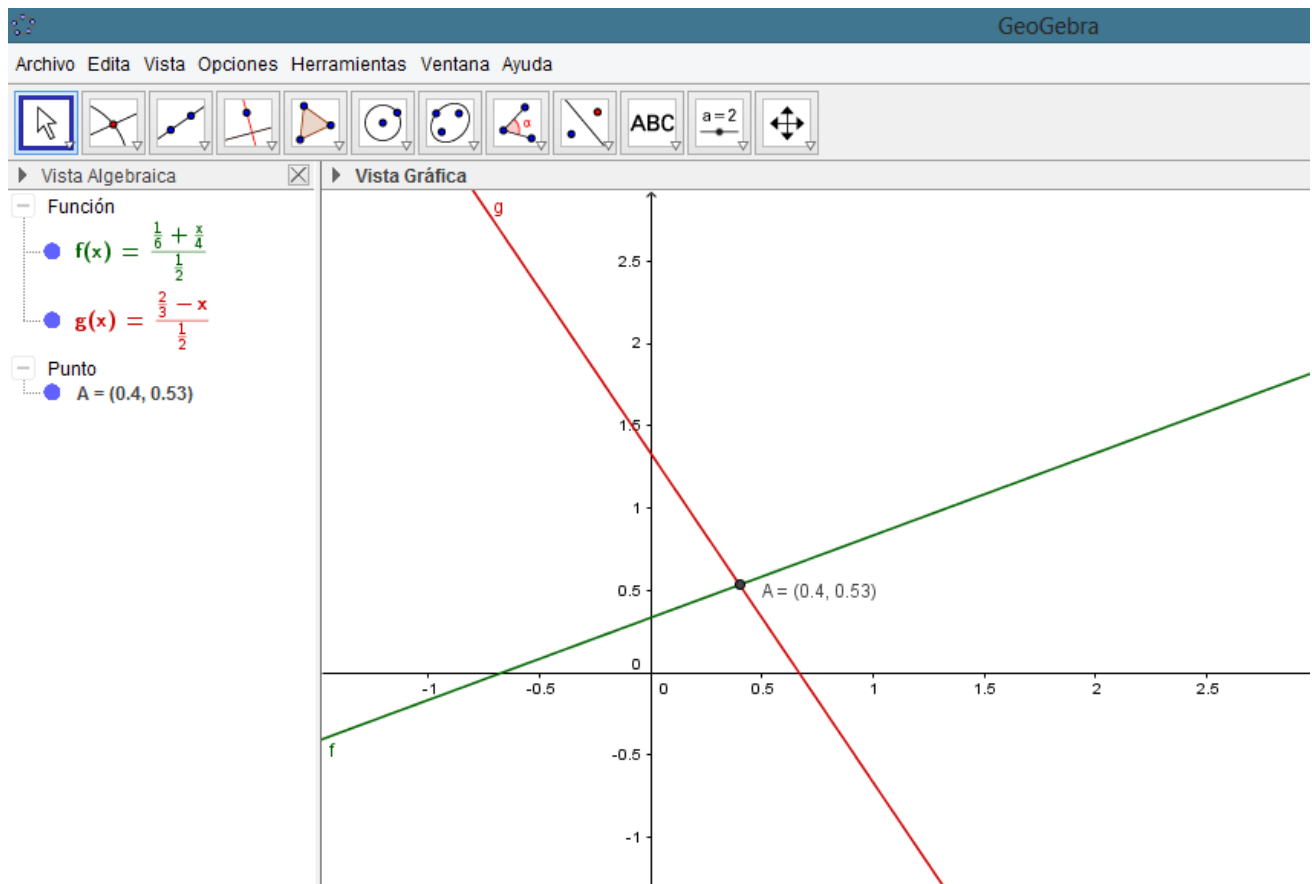 GeoGebra
Archivo Edita Vista Opciones Herramientas Ventana Ayuda
α ABC a = 2
Vista Algebraica
Vista Gráfica
Función
f(x) = (1/6 + x/4) / (1/2)
g(x) = (2/3 − x) / (1/2)
Punto
A = (0.4, 0.53)
g
2.5
2
1.5
1
0.5
A = (0.4, 0.53)
0
-1 -0.5 0 0.5 1 1.5 2 2.5
f
-0.5
-1